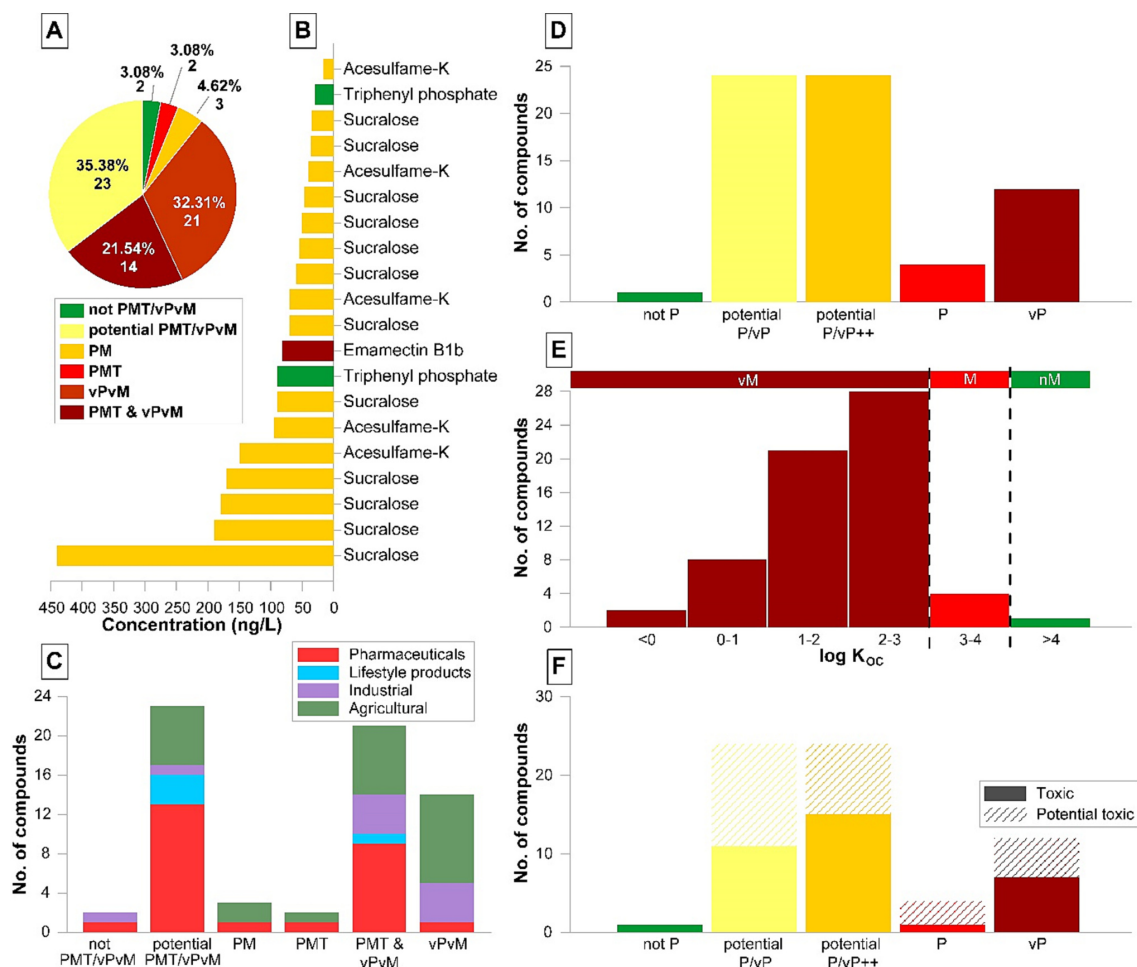 A
3.08%
2
3.08%
2
4.62%
3
35.38%
23
32.31%
21
21.54%
14
not PMT/vPvM
potential PMT/vPvM
PM
PMT
vPvM
PMT & vPvM
B
Acesulfame-K
Triphenyl phosphate
Sucralose
Sucralose
Acesulfame-K
Sucralose
Sucralose
Sucralose
Sucralose
Acesulfame-K
Sucralose
Emamectin B1b
Triphenyl phosphate
Sucralose
Acesulfame-K
Acesulfame-K
Sucralose
Sucralose
Sucralose
Sucralose
450 400 350 300 250 200 150 100 50 0
Concentration (ng/L)
C
Pharmaceuticals
Lifestyle products
Industrial
Agricultural
No. of compounds
24
20
16
12
8
4
0
not PMT/vPvM
potential PMT/vPvM
PM
PMT
PMT & vPvM
vPvM
D
No. of compounds
25
20
15
10
5
0
not P
potential P/vP
potential P/vP++
P
vP
E
vM M nM
No. of compounds
28
24
20
16
12
8
4
0
<0 0-1 1-2 2-3 3-4 >4
log KOC
F
No. of compounds
30
20
10
0
Toxic
Potential toxic
not P
potential P/vP
potential P/vP++
P
vP